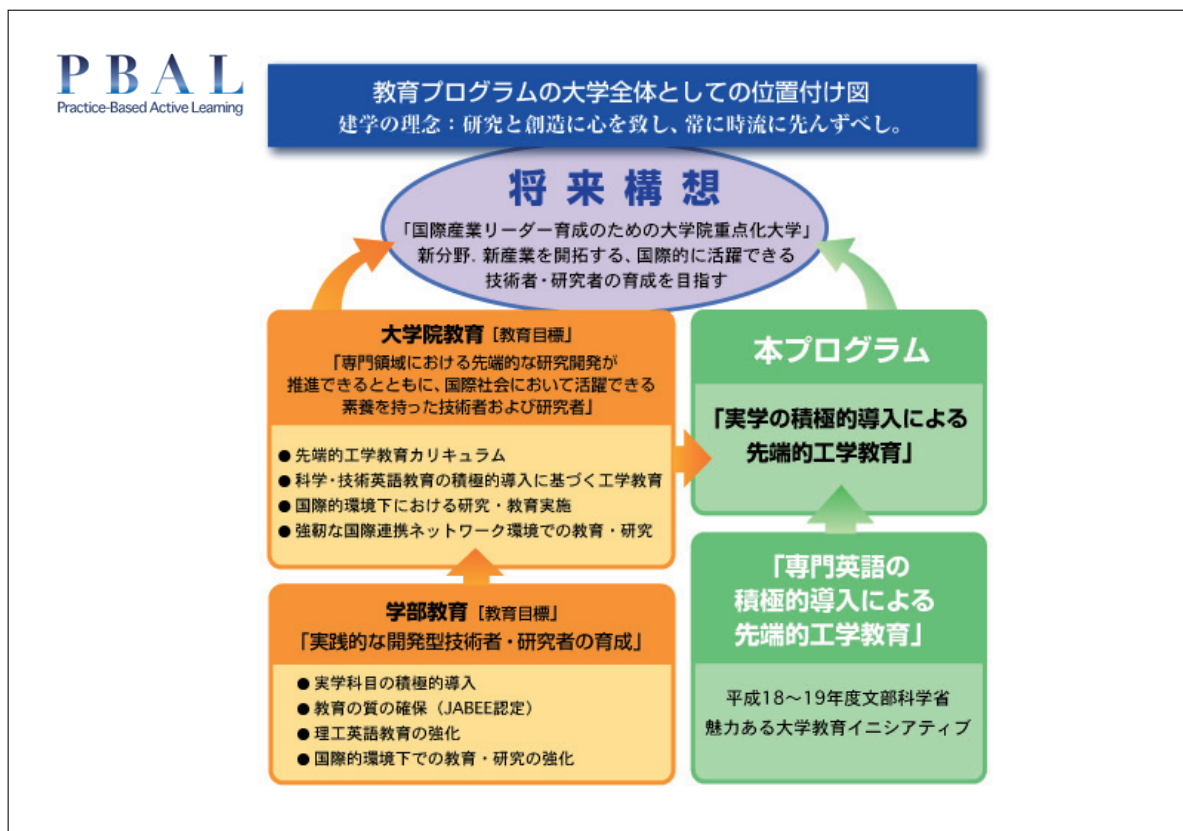 PBAL
Practice-Based Active Learning
教育プログラムの大学全体としての位置付け図
建学の理念：研究と創造に心を致し、常に時流に先んずべし。
将来構想
「国際産業リーダー育成のための大学院重点化大学」
新分野．新産業を開拓する、国際的に活躍できる
技術者・研究者の育成を目指す
大学院教育［教育目標」
「専門領域における先端的な研究開発が
推進できるとともに、国際社会において活躍できる
素養を持った技術者および研究者」
●先端的工学教育カリキュラム
●科学・技術英語教育の積極的導入に基づく工学教育
●国際的環境下における研究・教育実施
●強靭な国際連携ネットワーク環境での教育・研究
学部教育［教育目標」
「実践的な開発型技術者・研究者の育成」
●実学科目の積極的導入
●教育の質の確保（JABEE認定）
●理工英語教育の強化
●国際的環境下での教育・研究の強化
本プログラム
「実学の積極的導入による
先端的工学教育」
「専門英語の
積極的導入による
先端的工学教育」
平成18〜19年度文部科学省
魅力ある大学教育イニシアティブ